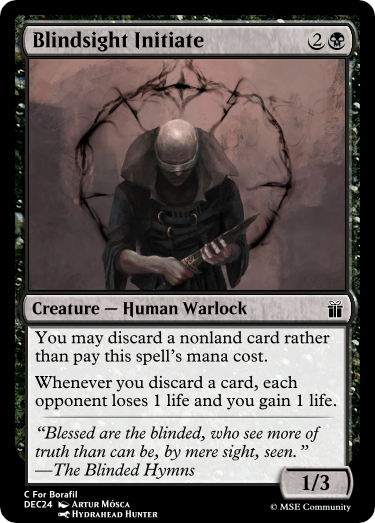 Blindsight Initiate 2
Creature — Human Warlock
You may discard a nonland card rather
than pay this spell's mana cost.
Whenever you discard a card, each
opponent loses 1 life and you gain 1 life.
“Blessed are the blinded, who see more of
truth than can be, by mere sight, seen.”
—The Blinded Hymns
1/3
C For Borafil
DEC24 Artur Mósca
Hydrahead Hunter
© MSE Community